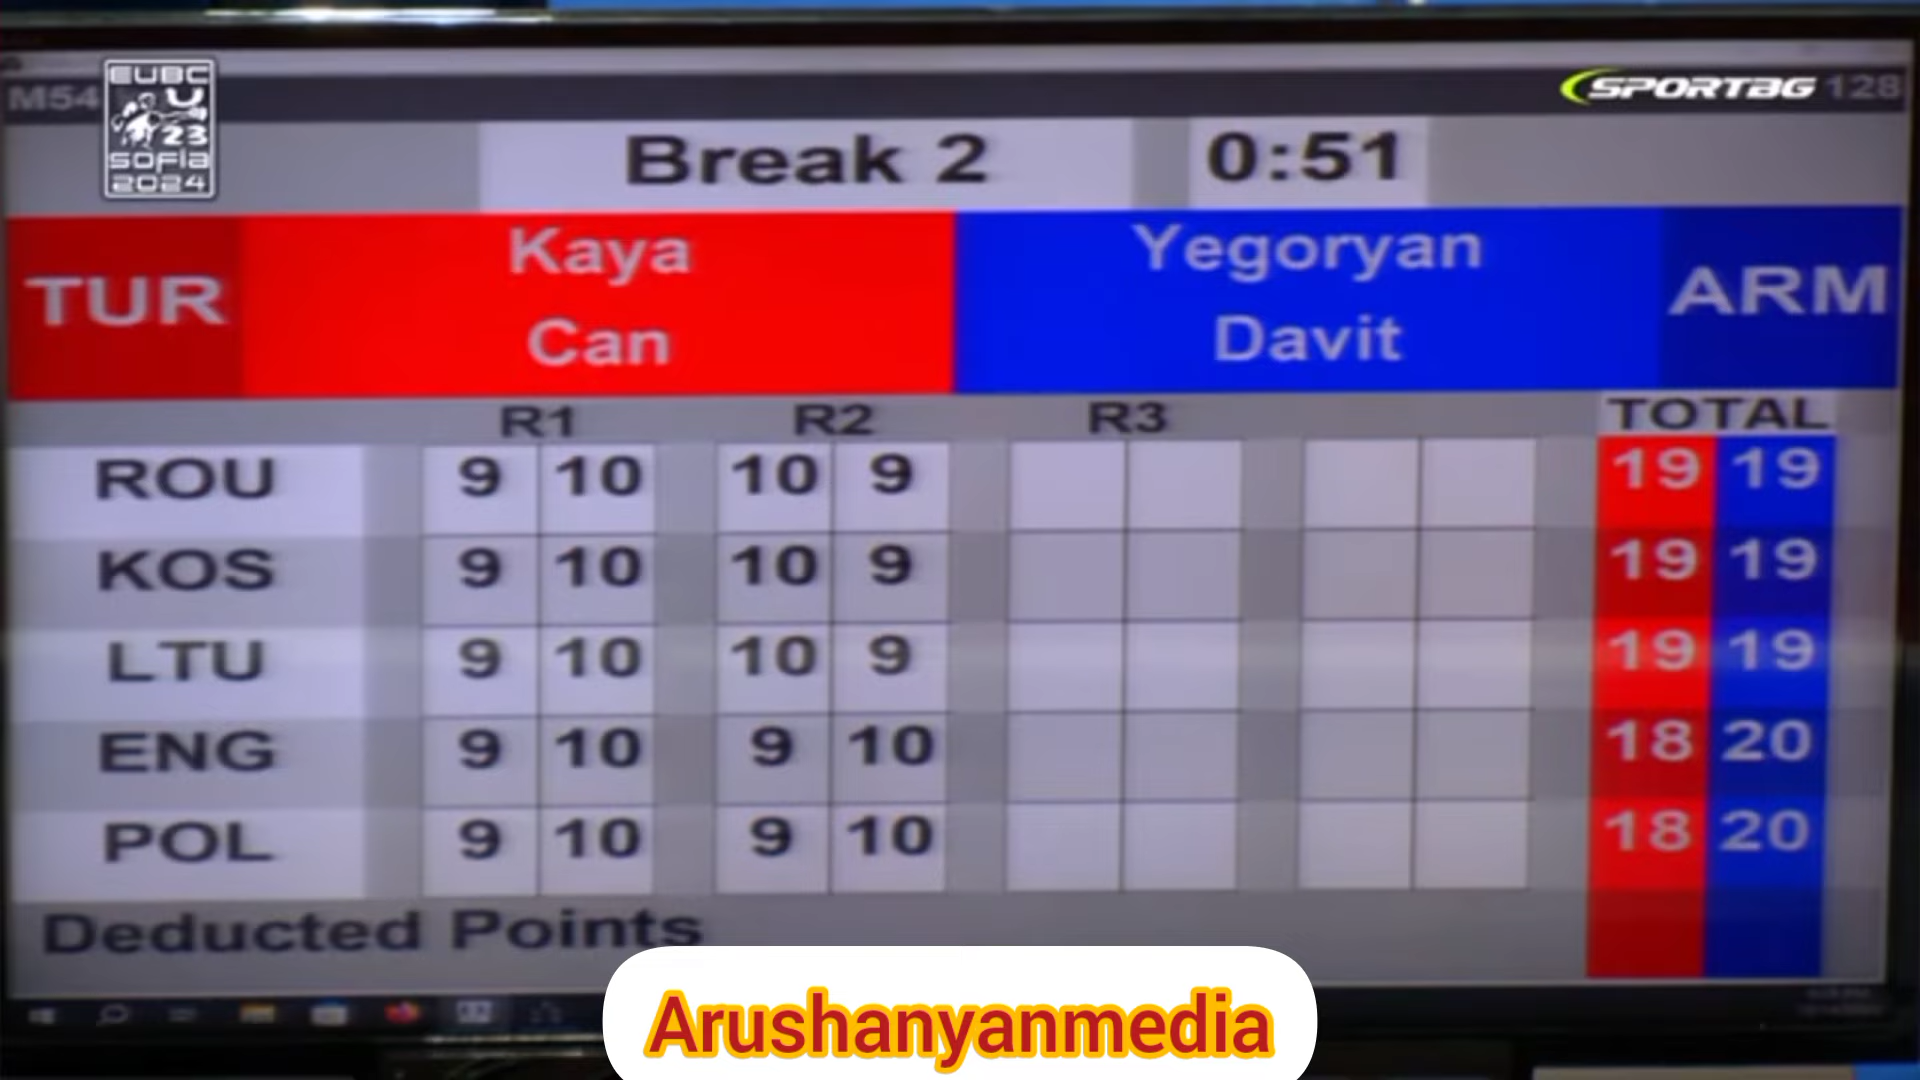 EUBC
U
23
SOFIA
2024
M54
SPORTBG 128
Break 2 0:51
TUR Kaya Can Yegoryan Davit ARM
R1 R2 R3 TOTAL
ROU 9 10 10 9 19 19
KOS 9 10 10 9 19 19
LTU 9 10 10 9 19 19
ENG 9 10 9 10 18 20
POL 9 10 9 10 18 20
Deducted Points
Arushanyanmedia